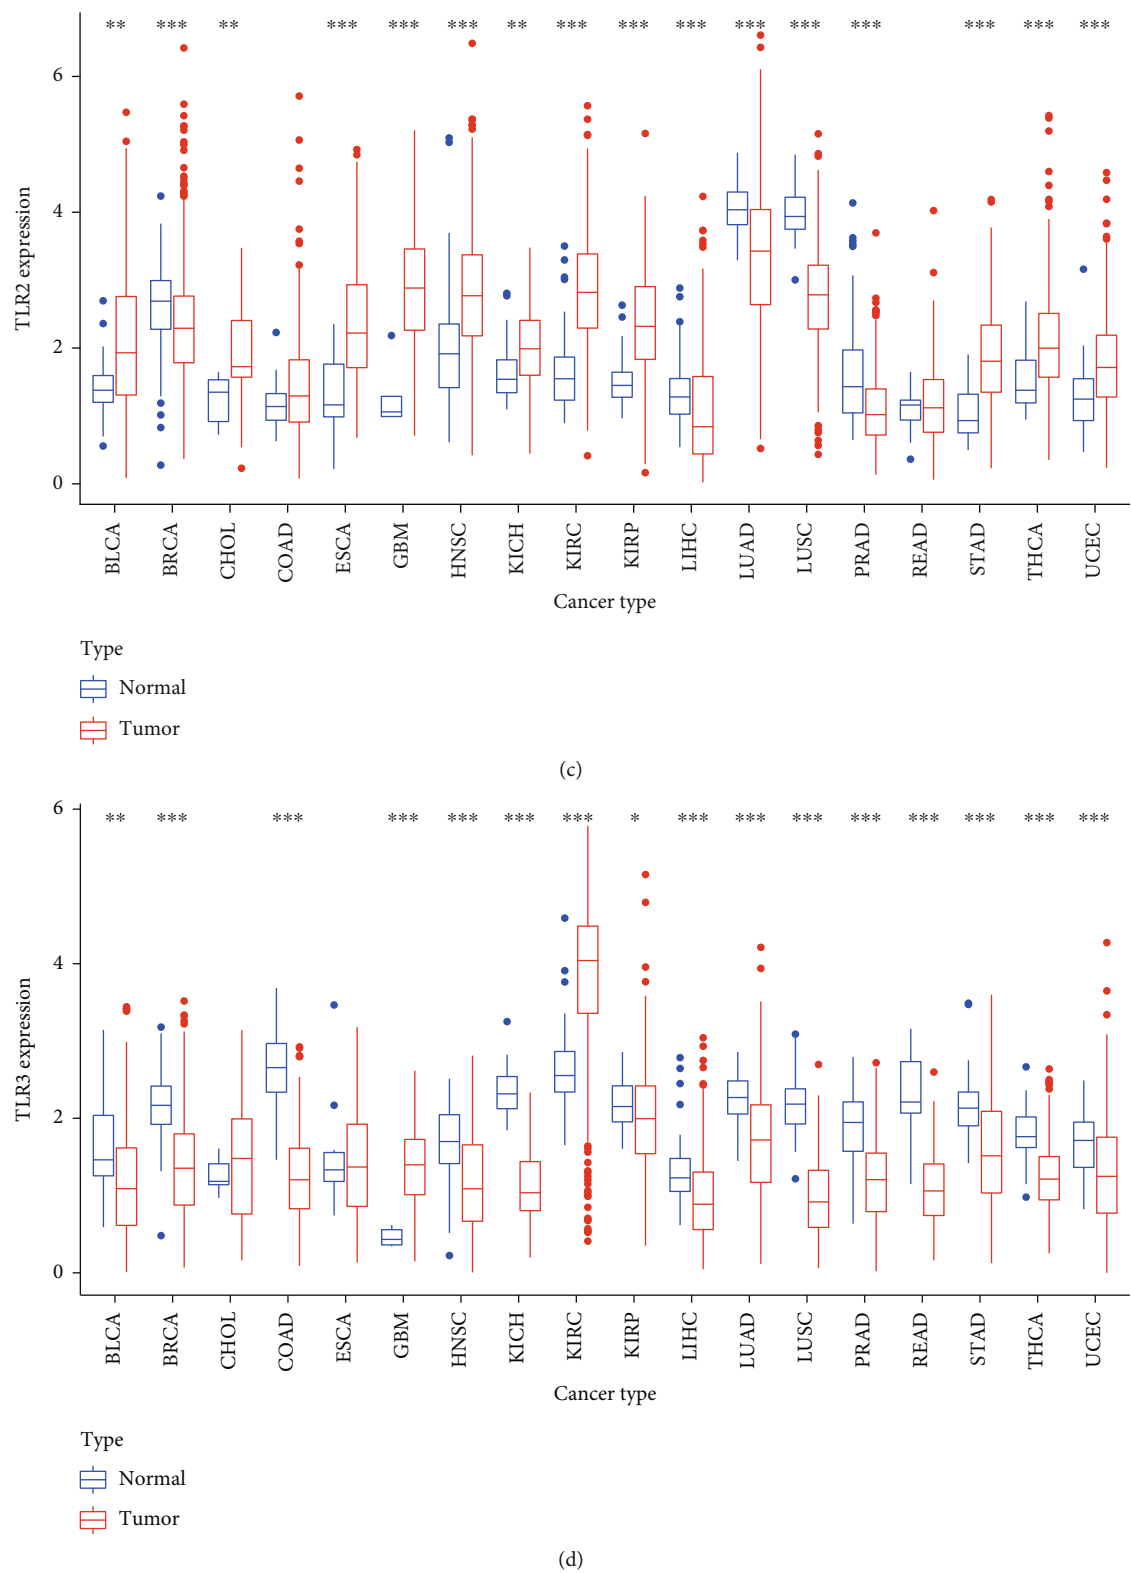 ** *** ** *** *** *** ** *** *** *** *** *** *** *** *** ***
6
4
2
0
TLR2 expression
BLCA BRCA CHOL COAD ESCA GBM HNSC KICH KIRC KIRP LIHC LUAD LUSC PRAD READ STAD THCA UCEC
Cancer type
Type
Normal
Tumor
(c)
** *** *** *** *** *** *** * *** *** *** *** *** *** *** ***
6
4
2
0
TLR3 expression
BLCA BRCA CHOL COAD ESCA GBM HNSC KICH KIRC KIRP LIHC LUAD LUSC PRAD READ STAD THCA UCEC
Cancer type
Type
Normal
Tumor
(d)